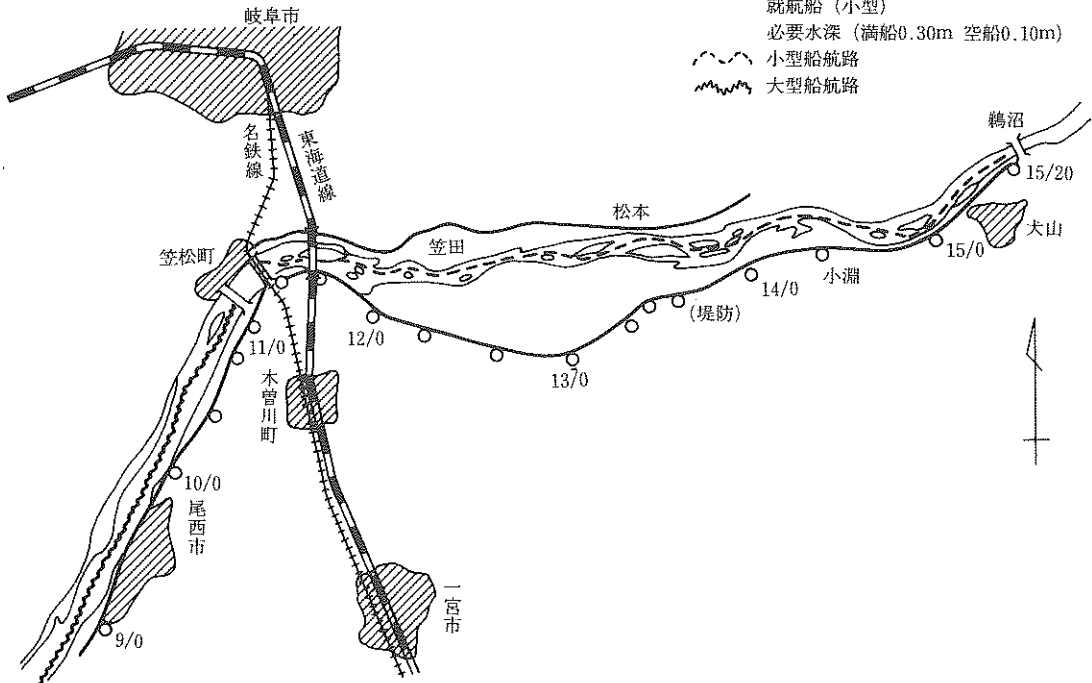 就航船（小型）
必要水深（満船0.30m 空船0.10m）
小型船航路
大型船航路
岐阜市
名鉄線
東海道線
鵜沼
15/20
犬山
15/0
松本
笠田
小淵
14/0
(堤防)
笠松町
13/0
12/0
11/0
木曽川町
10/0
尾西市
一宮市
9/0